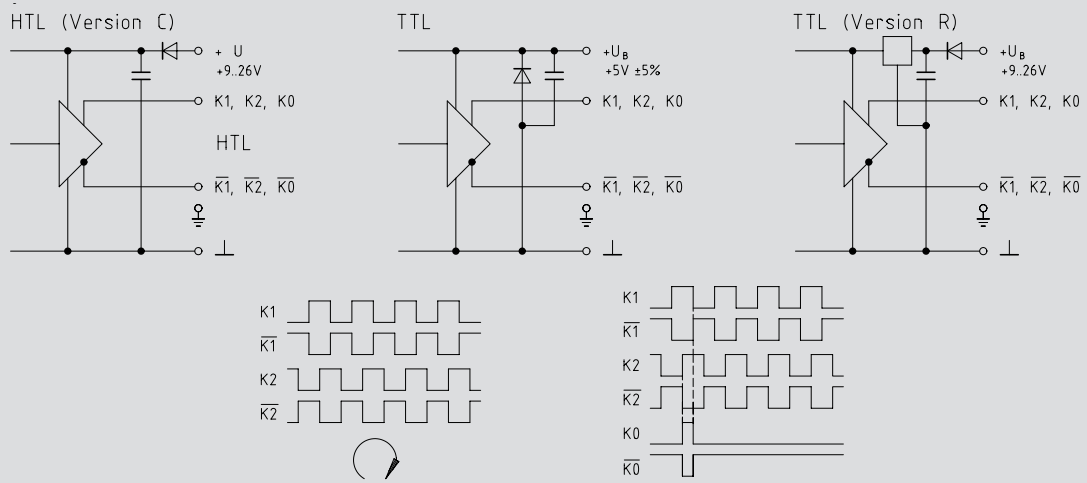 HTL (Version C)
+ U
+9..26V
K1, K2, K0
HTL
K̅1̅, K̅2̅, K̅0̅
TTL
+U_B
+5V ±5%
K1, K2, K0
K̅1̅, K̅2̅, K̅0̅
TTL (Version R)
+U_B
+9..26V
K1, K2, K0
K̅1̅, K̅2̅, K̅0̅
K1
K̅1̅
K2
K̅2̅
K1
K̅1̅
K2
K̅2̅
K0
K̅0̅